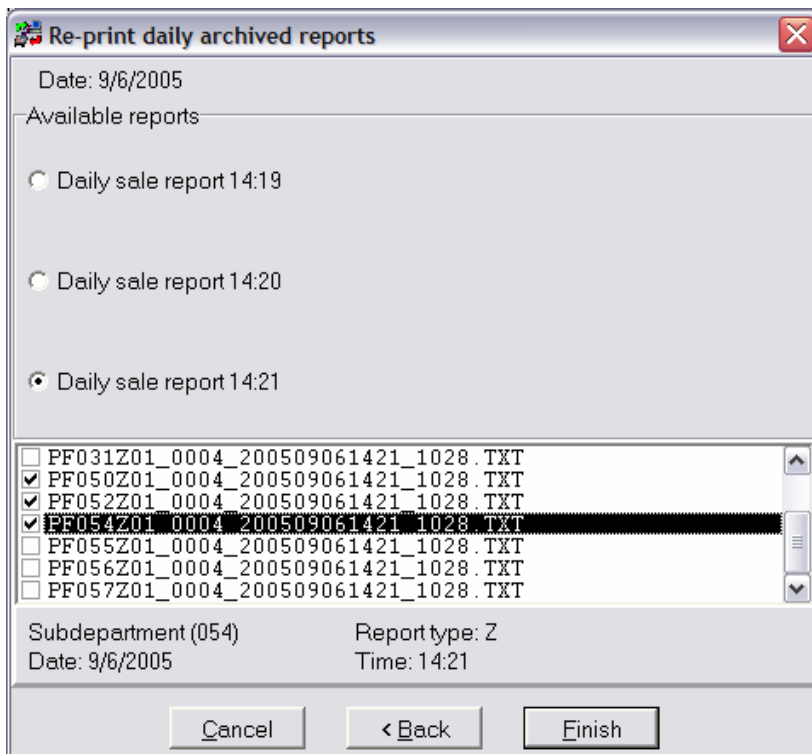 Re-print daily archived reports
Date: 9/6/2005
Available reports
Daily sale report 14:19
Daily sale report 14:20
Daily sale report 14:21
PF031Z01_0004_200509061421_1028.TXT
PF050Z01_0004_200509061421_1028.TXT
PF052Z01_0004_200509061421_1028.TXT
PF054Z01_0004_200509061421_1028.TXT
PF055Z01_0004_200509061421_1028.TXT
PF056Z01_0004_200509061421_1028.TXT
PF057Z01_0004_200509061421_1028.TXT
Subdepartment (054) Report type: Z
Date: 9/6/2005 Time: 14:21
Cancel < Back Finish